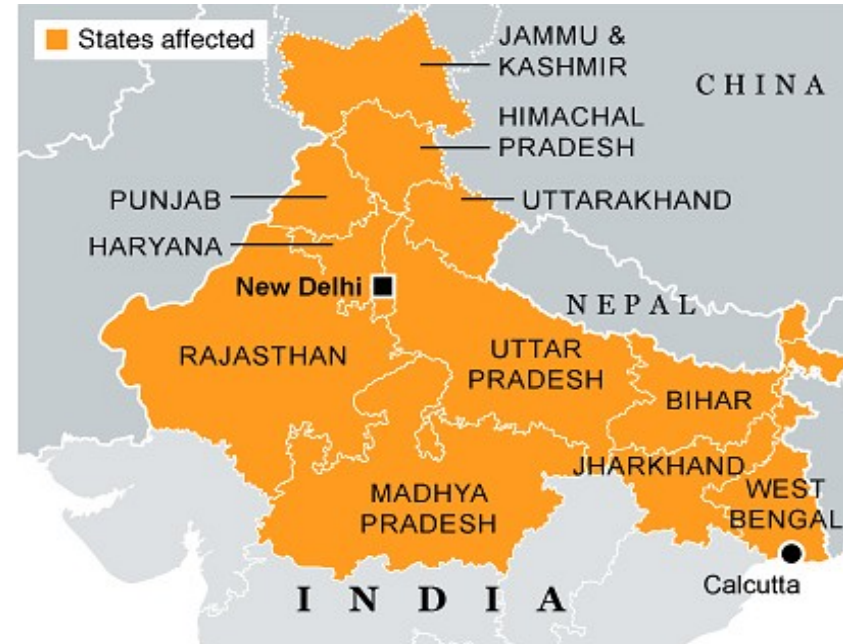 States affected
JAMMU &
KASHMIR
CHINA
HIMACHAL
PRADESH
PUNJAB
UTTARAKHAND
HARYANA
New Delhi
NEPAL
RAJASTHAN
UTTAR
PRADESH
BIHAR
JHARKHAND
MADHYA
PRADESH
WEST
BENGAL
Calcutta
INDIA